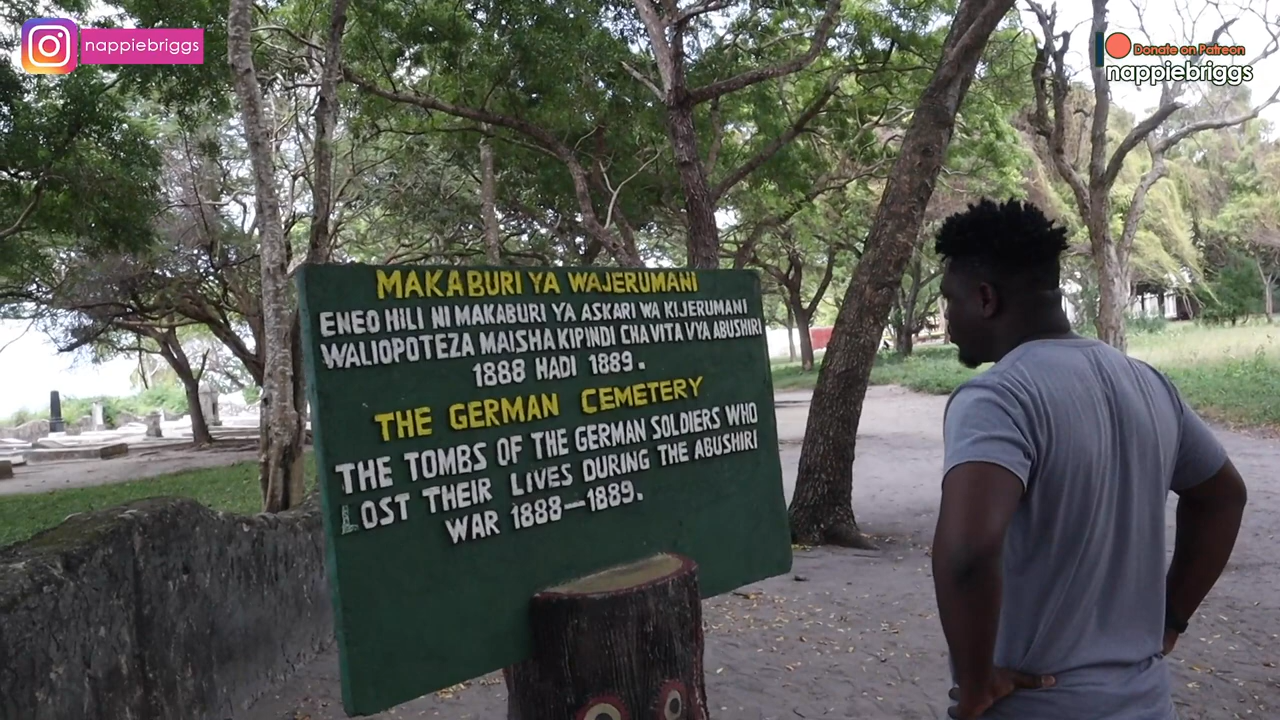 nappiebriggs
Donate on Patreon
nappiebriggs
MAKABURI YA WAJERUMANI
ENEO HILI NI MAKABURI YA ASKARI WA KIJERUMANI
WALIOPOTEZA MAISHA KIPINDI CHA VITA VYA ABUSHIRI
1888 HADI 1889.
THE GERMAN CEMETERY
THE TOMBS OF THE GERMAN SOLDIERS WHO
LOST THEIR LIVES DURING THE ABUSHIRI
WAR 1888-1889.